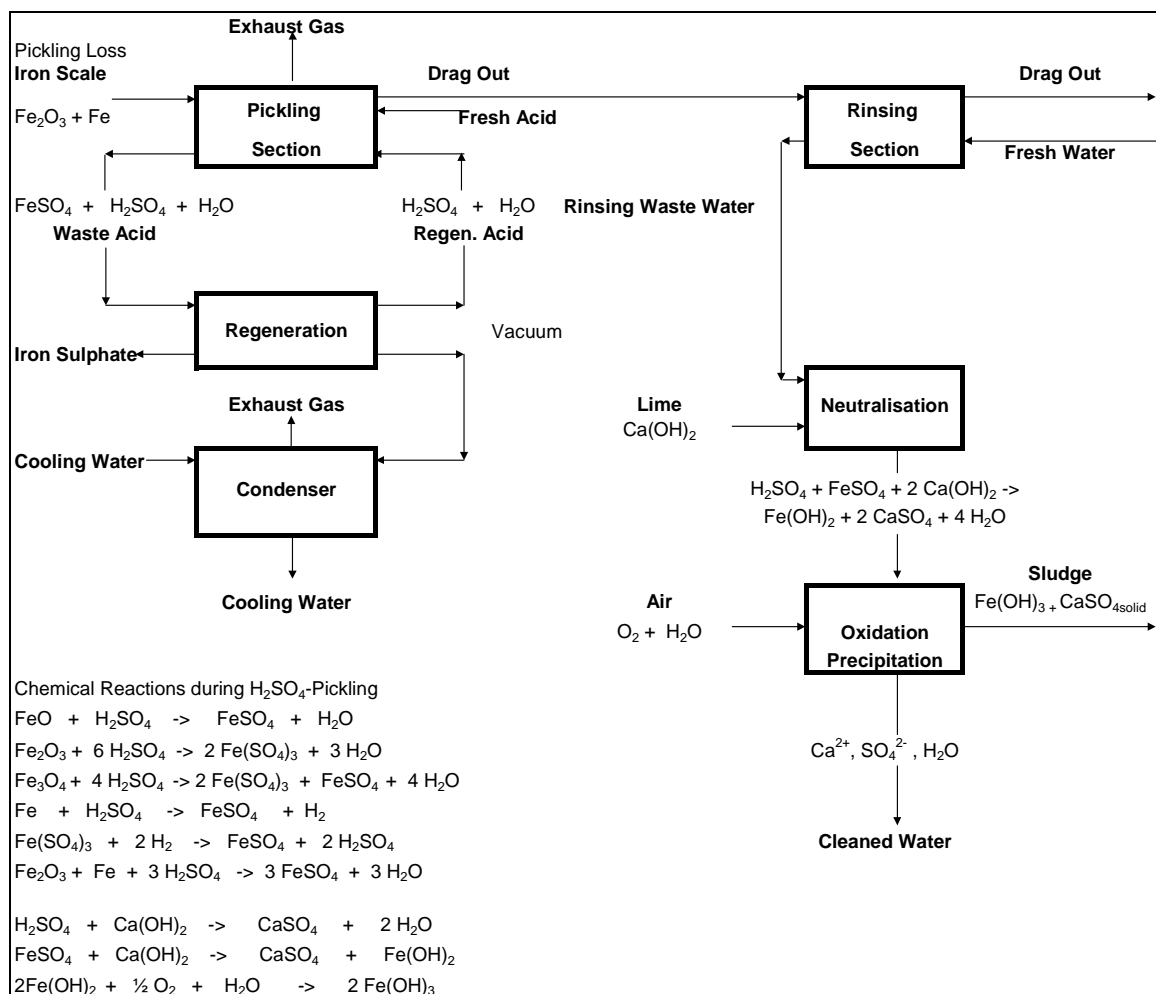 Exhaust Gas
Pickling Loss
Iron Scale
Drag Out
Drag Out
Fe₂O₃ + Fe
Pickling
Section
Fresh Acid
Rinsing
Section
Fresh Water
FeSO₄ + H₂SO₄ + H₂O
Waste Acid
H₂SO₄ + H₂O
Regen. Acid
Rinsing Waste Water
Regeneration
Vacuum
Iron Sulphate
Exhaust Gas
Lime
Ca(OH)₂
Neutralisation
Cooling Water
Condenser
H₂SO₄ + FeSO₄ + 2 Ca(OH)₂ ->
Fe(OH)₂ + 2 CaSO₄ + 4 H₂O
Cooling Water
Air
O₂ + H₂O
Oxidation
Precipitation
Sludge
Fe(OH)₃ + CaSO₄solid
Ca²⁺, SO₄²⁻ , H₂O
Cleaned Water
Chemical Reactions during H₂SO₄-Pickling
FeO + H₂SO₄ -> FeSO₄ + H₂O
Fe₂O₃ + 6 H₂SO₄ -> 2 Fe(SO₄)₃ + 3 H₂O
Fe₃O₄ + 4 H₂SO₄ -> 2 Fe(SO₄)₃ + FeSO₄ + 4 H₂O
Fe + H₂SO₄ -> FeSO₄ + H₂
Fe(SO₄)₃ + 2 H₂ -> FeSO₄ + 2 H₂SO₄
Fe₂O₃ + Fe + 3 H₂SO₄ -> 3 FeSO₄ + 3 H₂O
H₂SO₄ + Ca(OH)₂ -> CaSO₄ + 2 H₂O
FeSO₄ + Ca(OH)₂ -> CaSO₄ + Fe(OH)₂
2Fe(OH)₂ + ½ O₂ + H₂O -> 2 Fe(OH)₃